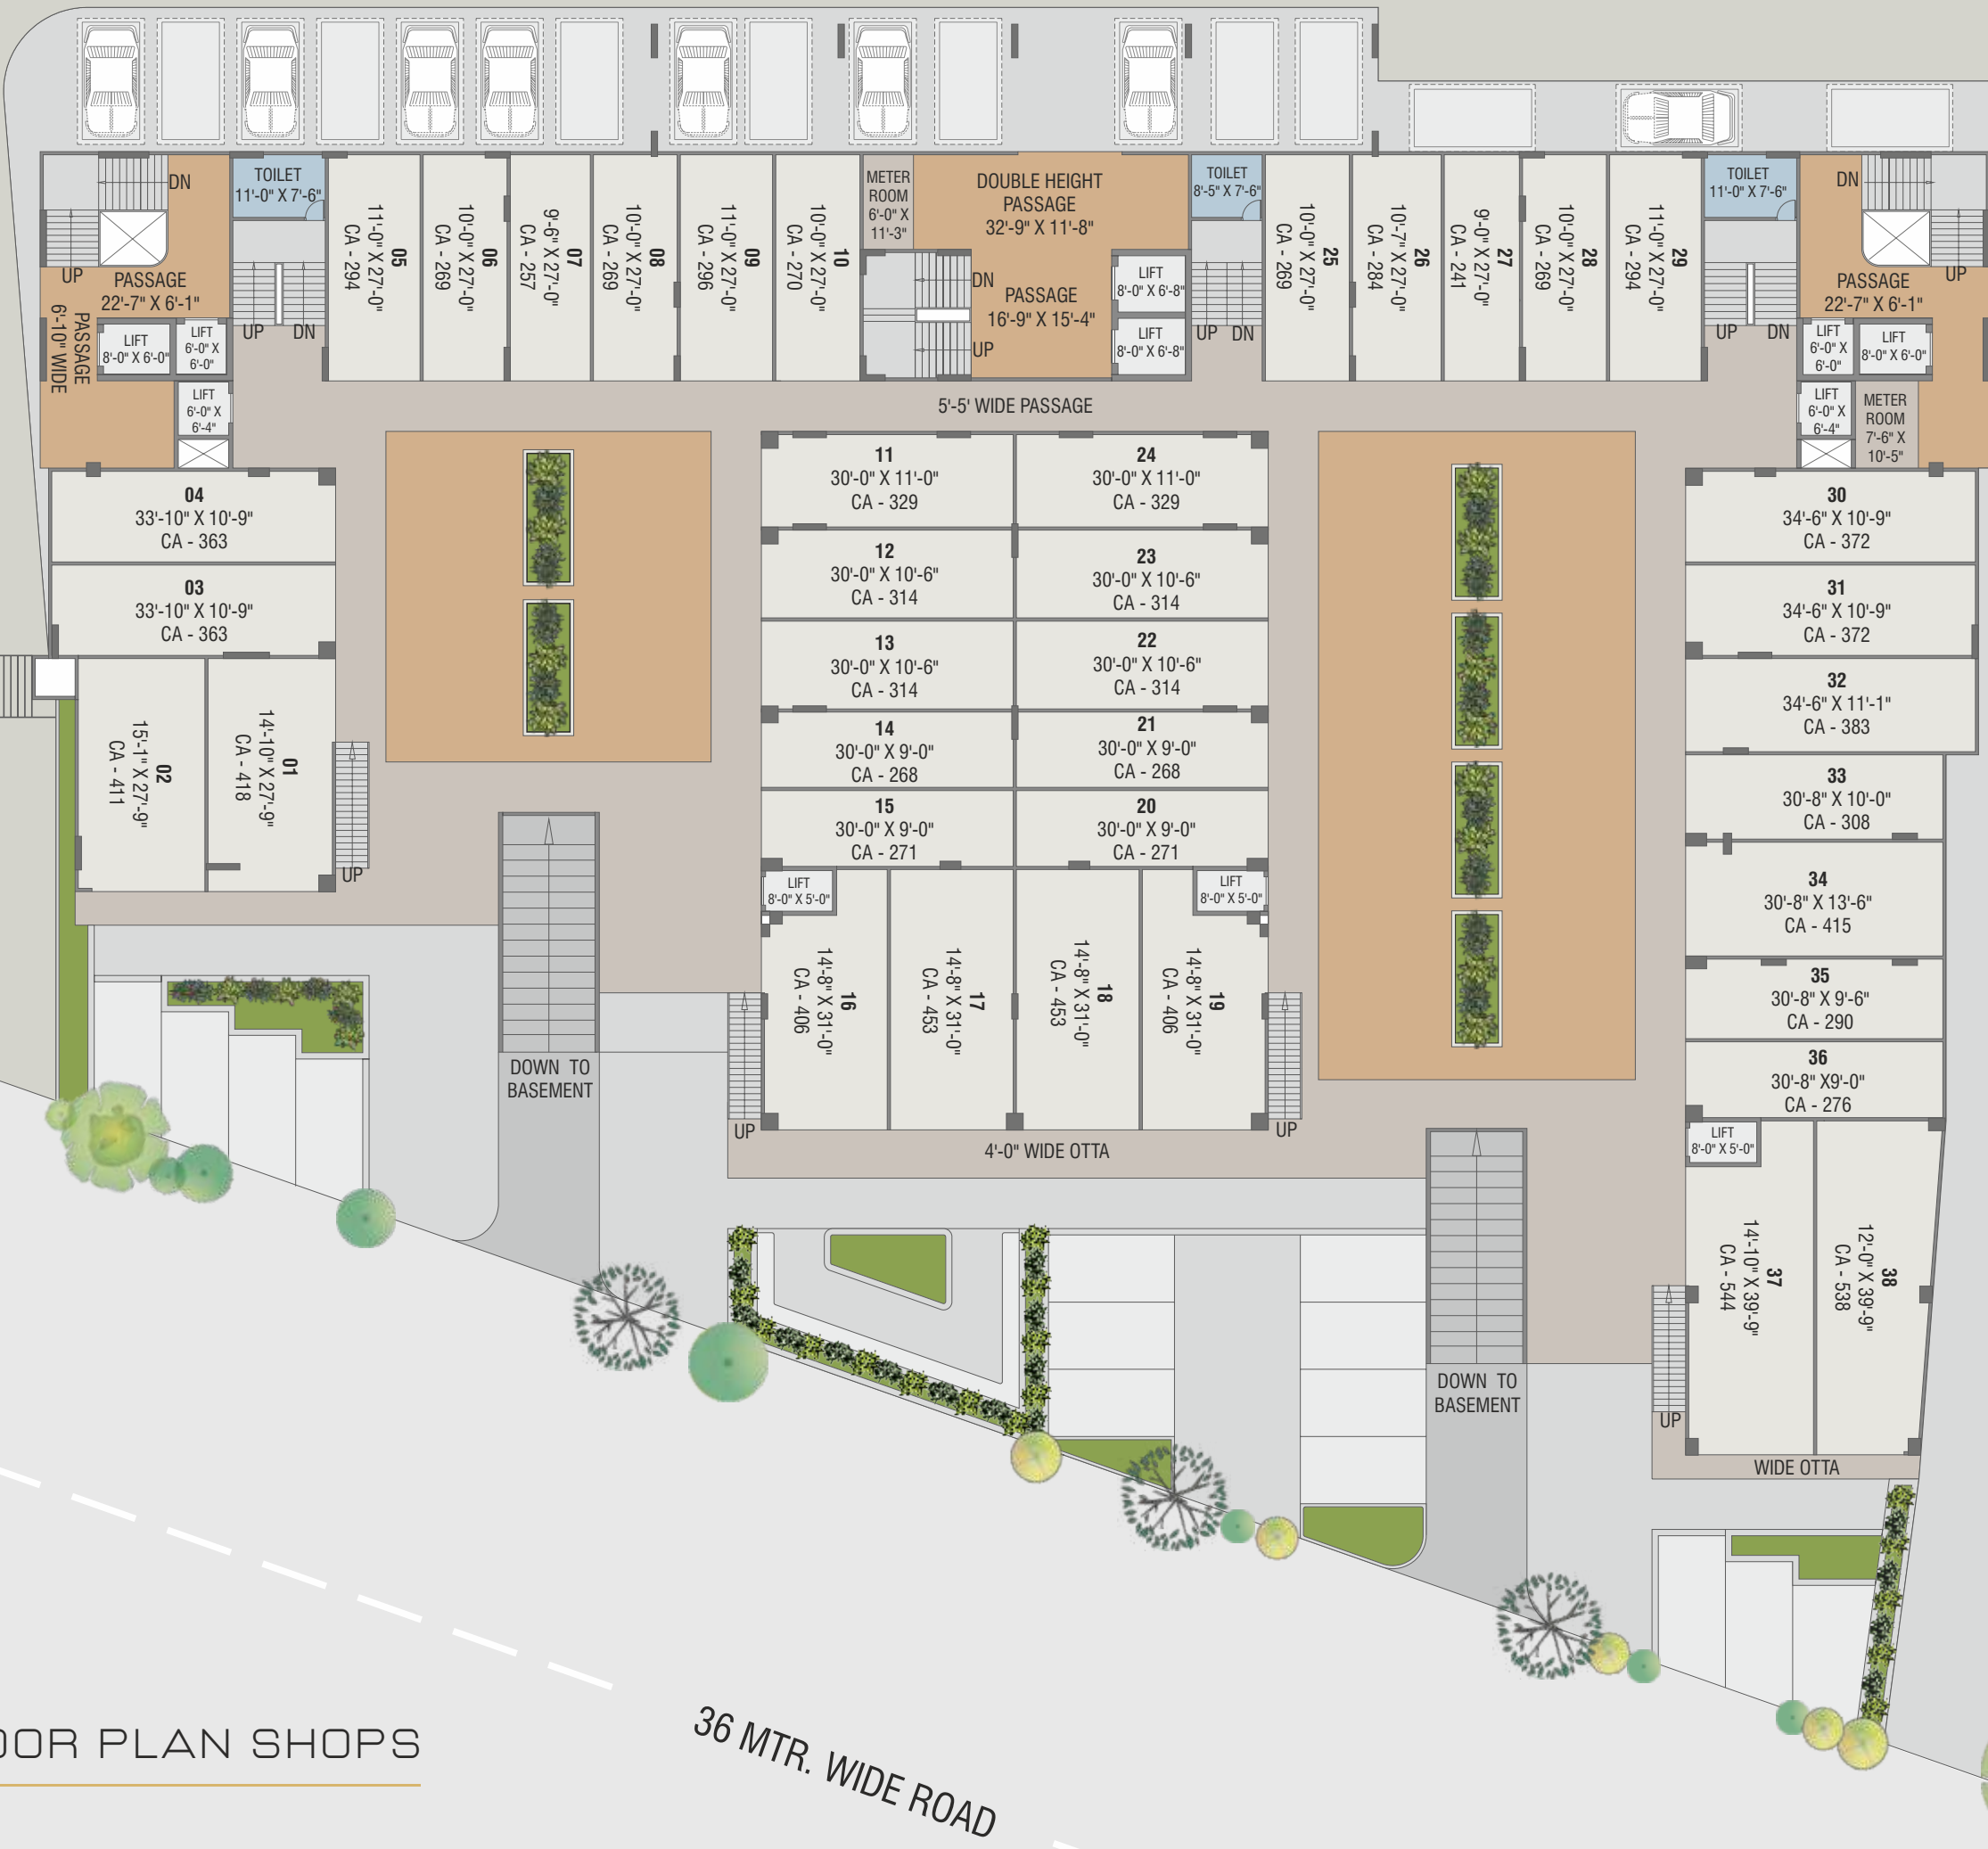 DN
UP
PASSAGE
22'-7" X 6'-1"
PASSAGE
6'-10" WIDE
LIFT
8'-0" X 6'-0"
LIFT
6'-0" X
6'-0"
LIFT
6'-0" X
6'-4"
TOILET
11'-0" X 7'-6"
UP
DN
05
11'-0" X 27'-0"
CA - 294
06
10'-0" X 27'-0"
CA - 269
07
9'-6" X 27'-0"
CA - 257
08
10'-0" X 27'-0"
CA - 269
09
11'-0" X 27'-0"
CA - 296
10
10'-0" X 27'-0"
CA - 270
METER
ROOM
6'-0" X
11'-3"
DOUBLE HEIGHT
PASSAGE
32'-9" X 11'-8"
DN
UP
PASSAGE
16'-9" X 15'-4"
LIFT
8'-0" X 6'-8"
LIFT
8'-0" X 6'-8"
TOILET
8'-5" X 7'-6"
UP
DN
25
10'-0" X 27'-0"
CA - 269
26
10'-7" X 27'-0"
CA - 284
27
9'-0" X 27'-0"
CA - 241
28
10'-0" X 27'-0"
CA - 269
29
11'-0" X 27'-0"
CA - 294
TOILET
11'-0" X 7'-6"
UP
DN
DN
UP
PASSAGE
22'-7" X 6'-1"
LIFT
6'-0" X
6'-0"
LIFT
8'-0" X 6'-0"
LIFT
6'-0" X
6'-4"
METER
ROOM
7'-6" X
10'-5"
5'-5' WIDE PASSAGE
04
33'-10" X 10'-9"
CA - 363
03
33'-10" X 10'-9"
CA - 363
02
15'-1" X 27'-9"
CA - 411
01
14'-10" X 27'-9"
CA - 418
UP
DOWN TO
BASEMENT
11
30'-0" X 11'-0"
CA - 329
24
30'-0" X 11'-0"
CA - 329
12
30'-0" X 10'-6"
CA - 314
23
30'-0" X 10'-6"
CA - 314
13
30'-0" X 10'-6"
CA - 314
22
30'-0" X 10'-6"
CA - 314
14
30'-0" X 9'-0"
CA - 268
21
30'-0" X 9'-0"
CA - 268
15
30'-0" X 9'-0"
CA - 271
20
30'-0" X 9'-0"
CA - 271
LIFT
8'-0" X 5'-0"
LIFT
8'-0" X 5'-0"
16
14'-8" X 31'-0"
CA - 406
17
14'-8" X 31'-0"
CA - 453
18
14'-8" X 31'-0"
CA - 453
19
14'-8" X 31'-0"
CA - 406
UP
UP
4'-0" WIDE OTTA
30
34'-6" X 10'-9"
CA - 372
31
34'-6" X 10'-9"
CA - 372
32
34'-6" X 11'-1"
CA - 383
33
30'-8" X 10'-0"
CA - 308
34
30'-8" X 13'-6"
CA - 415
35
30'-8" X 9'-6"
CA - 290
36
30'-8" X9'-0"
CA - 276
LIFT
8'-0" X 5'-0"
37
14'-10" X 39'-9"
CA - 544
38
12'-0" X 39'-9"
CA - 538
UP
DOWN TO
BASEMENT
WIDE OTTA
OOR PLAN SHOPS
36 MTR. WIDE ROAD